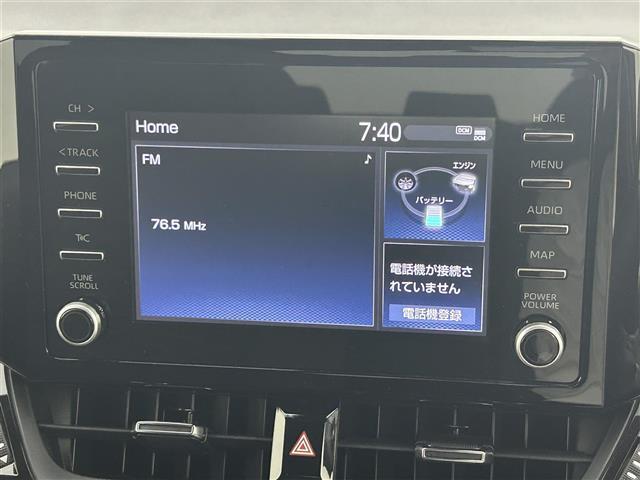 CH >
< TRACK
PHONE
T C
TUNE
SCROLL
Home
7:40
DCM
DCM
FM
76.5 MHz
エンジン
バッテリー
電話機が接続さ
れていません
電話機登録
HOME
MENU
AUDIO
MAP
POWER
VOLUME